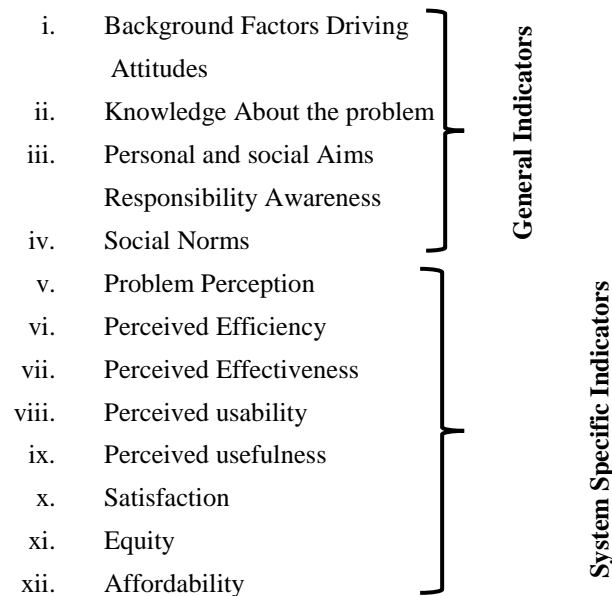 i. Background Factors Driving
Attitudes
ii. Knowledge About the problem
iii. Personal and social Aims
Responsibility Awareness
iv. Social Norms
v. Problem Perception
vi. Perceived Efficiency
vii. Perceived Effectiveness
viii. Perceived usability
ix. Perceived usefulness
x. Satisfaction
xi. Equity
xii. Affordability
General Indicators
System Specific Indicators